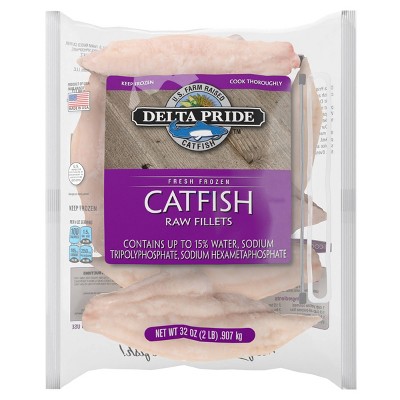 KEEP FROZEN
COOK THOROUGHLY
U.S. FARM RAISED
DELTA PRIDE
CATFISH
FRESH FROZEN
CATFISH
RAW FILLETS
CONTAINS UP TO 15% WATER, SODIUM
TRIPOLYPHOSPHATE, SODIUM HEXAMETAPHOSPHATE
KEEP FROZEN
NET WT 32 OZ (2 LB) .907 kg